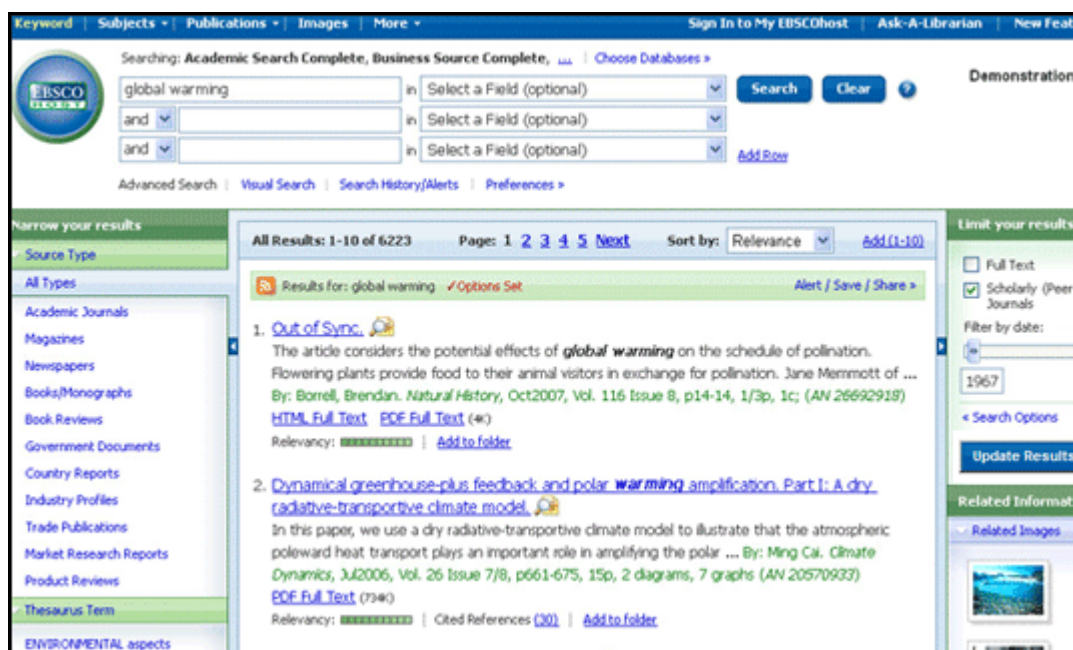 Keyword | Subjects | Publications | Images | More Sign In to My EBSCOhost | Ask-A-Librarian | New Feat
Searching: Academic Search Complete, Business Source Complete, ... | Choose Databases »
Demonstration
EBSCO
HOST
global warming in Select a Field (optional) Search Clear ?
and in Select a Field (optional)
and in Select a Field (optional) Add Row
Advanced Search | Visual Search | Search History/Alerts | Preferences »
Narrow your results
Source Type
All Types
Academic Journals
Magazines
Newspapers
Books/Monographs
Book Reviews
Government Documents
Country Reports
Industry Profiles
Trade Publications
Market Research Reports
Product Reviews
Thesaurus Term
ENVIRONMENTAL aspects
All Results: 1-10 of 6223 Page: 1 2 3 4 5 Next Sort by: Relevance Add (1-10)
Results for: global warming ✓Options Set Alert / Save / Share »
1. Out of Sync.
The article considers the potential effects of global warming on the schedule of pollination.
Flowering plants provide food to their animal visitors in exchange for pollination. Jane Memmott of ...
By: Borrell, Brendan. Natural History, Oct2007, Vol. 116 Issue 8, p14-14, 1/3p, 1c; (AN 26692918)
HTML Full Text PDF Full Text (4K)
Relevancy: | Add to folder
2. Dynamical greenhouse-plus feedback and polar warming amplification. Part I: A dry
radiative-transportive climate model.
In this paper, we use a dry radiative-transportive climate model to illustrate that the atmospheric
poleward heat transport plays an important role in amplifying the polar ... By: Ming Cai. Climate
Dynamics, Jul2006, Vol. 26 Issue 7/8, p661-675, 15p, 2 diagrams, 7 graphs (AN 20570933)
PDF Full Text (734K)
Relevancy: | Cited References (30) | Add to folder
Limit your results
Full Text
Scholarly (Peer
Journals
Filter by date:
1967
« Search Options
Update Results
Related Informat
Related Images